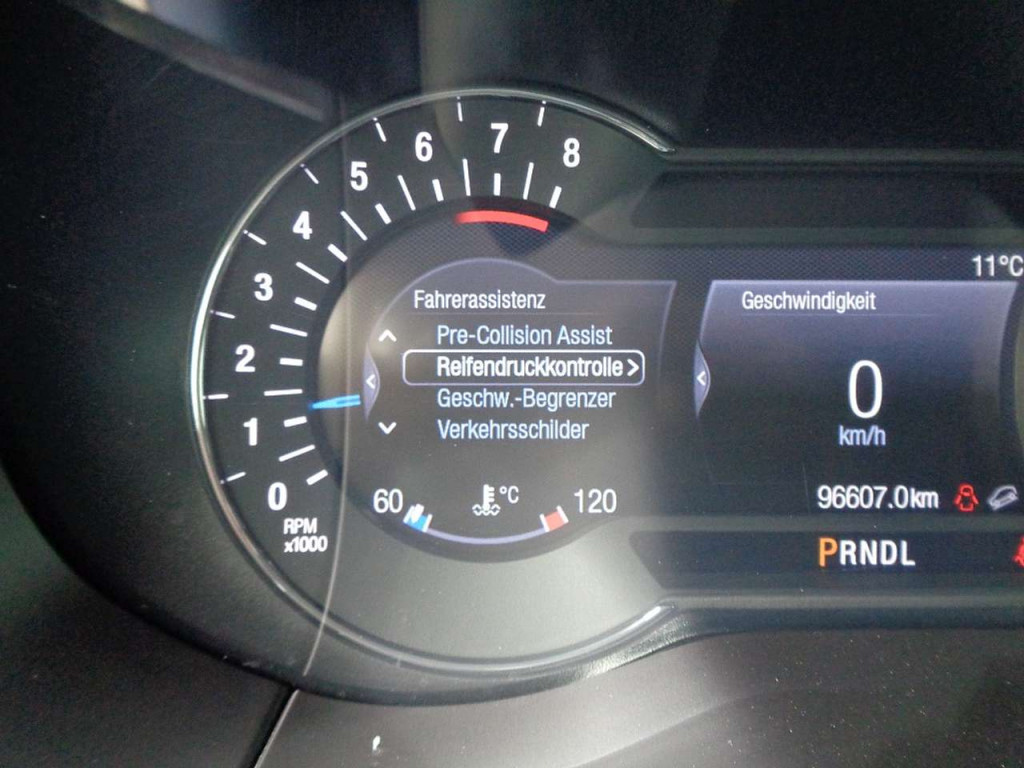 8
7
6
5
4
3
2
1
0
RPM
x1000
Fahrerassistenz
Pre-Collision Assist
Reifendruckkontrolle >
Geschw.-Begrenzer
Verkehrsschilder
60 °C 120
11°C
Geschwindigkeit
0
km/h
96607.0km
PRNDL